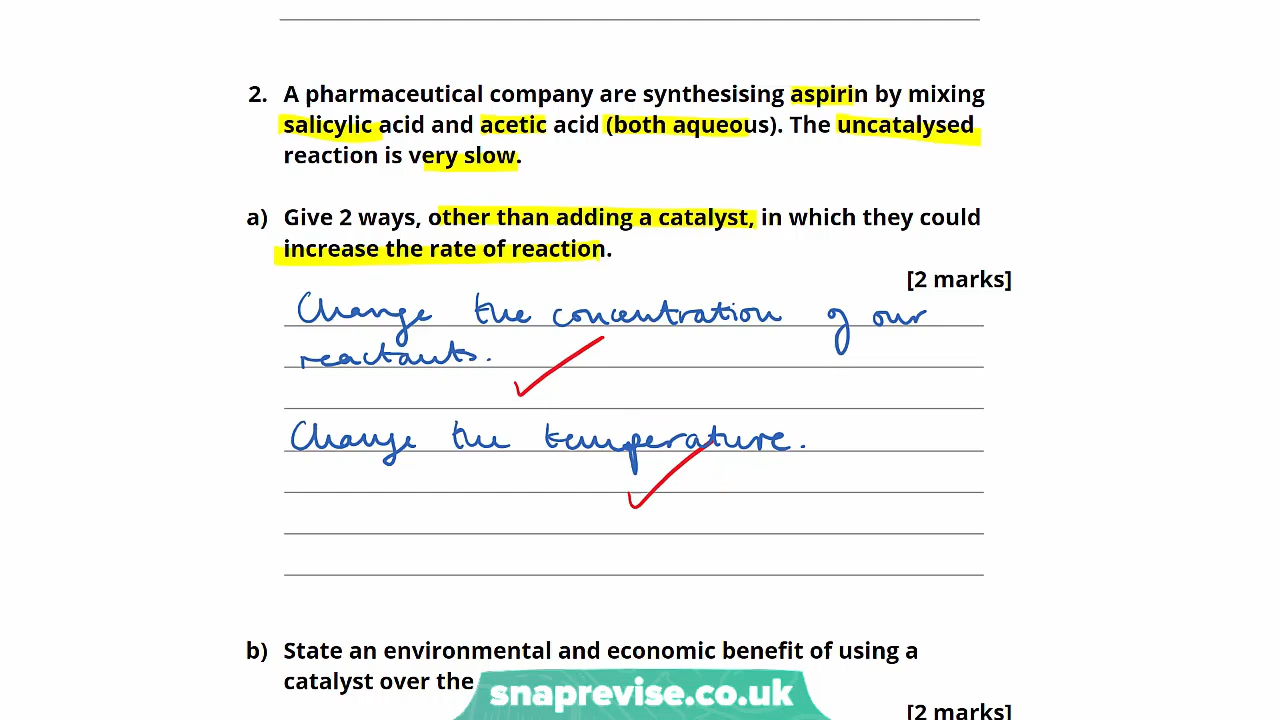 2. A pharmaceutical company are synthesising aspirin by mixing
salicylic acid and acetic acid (both aqueous). The uncatalysed
reaction is very slow.
a) Give 2 ways, other than adding a catalyst, in which they could
increase the rate of reaction.
[2 marks]
Change the concentration of our
reactants.
Change the temperature.
b) State an environmental and economic benefit of using a
catalyst over the
snaprevise.co.uk
[2 marks]